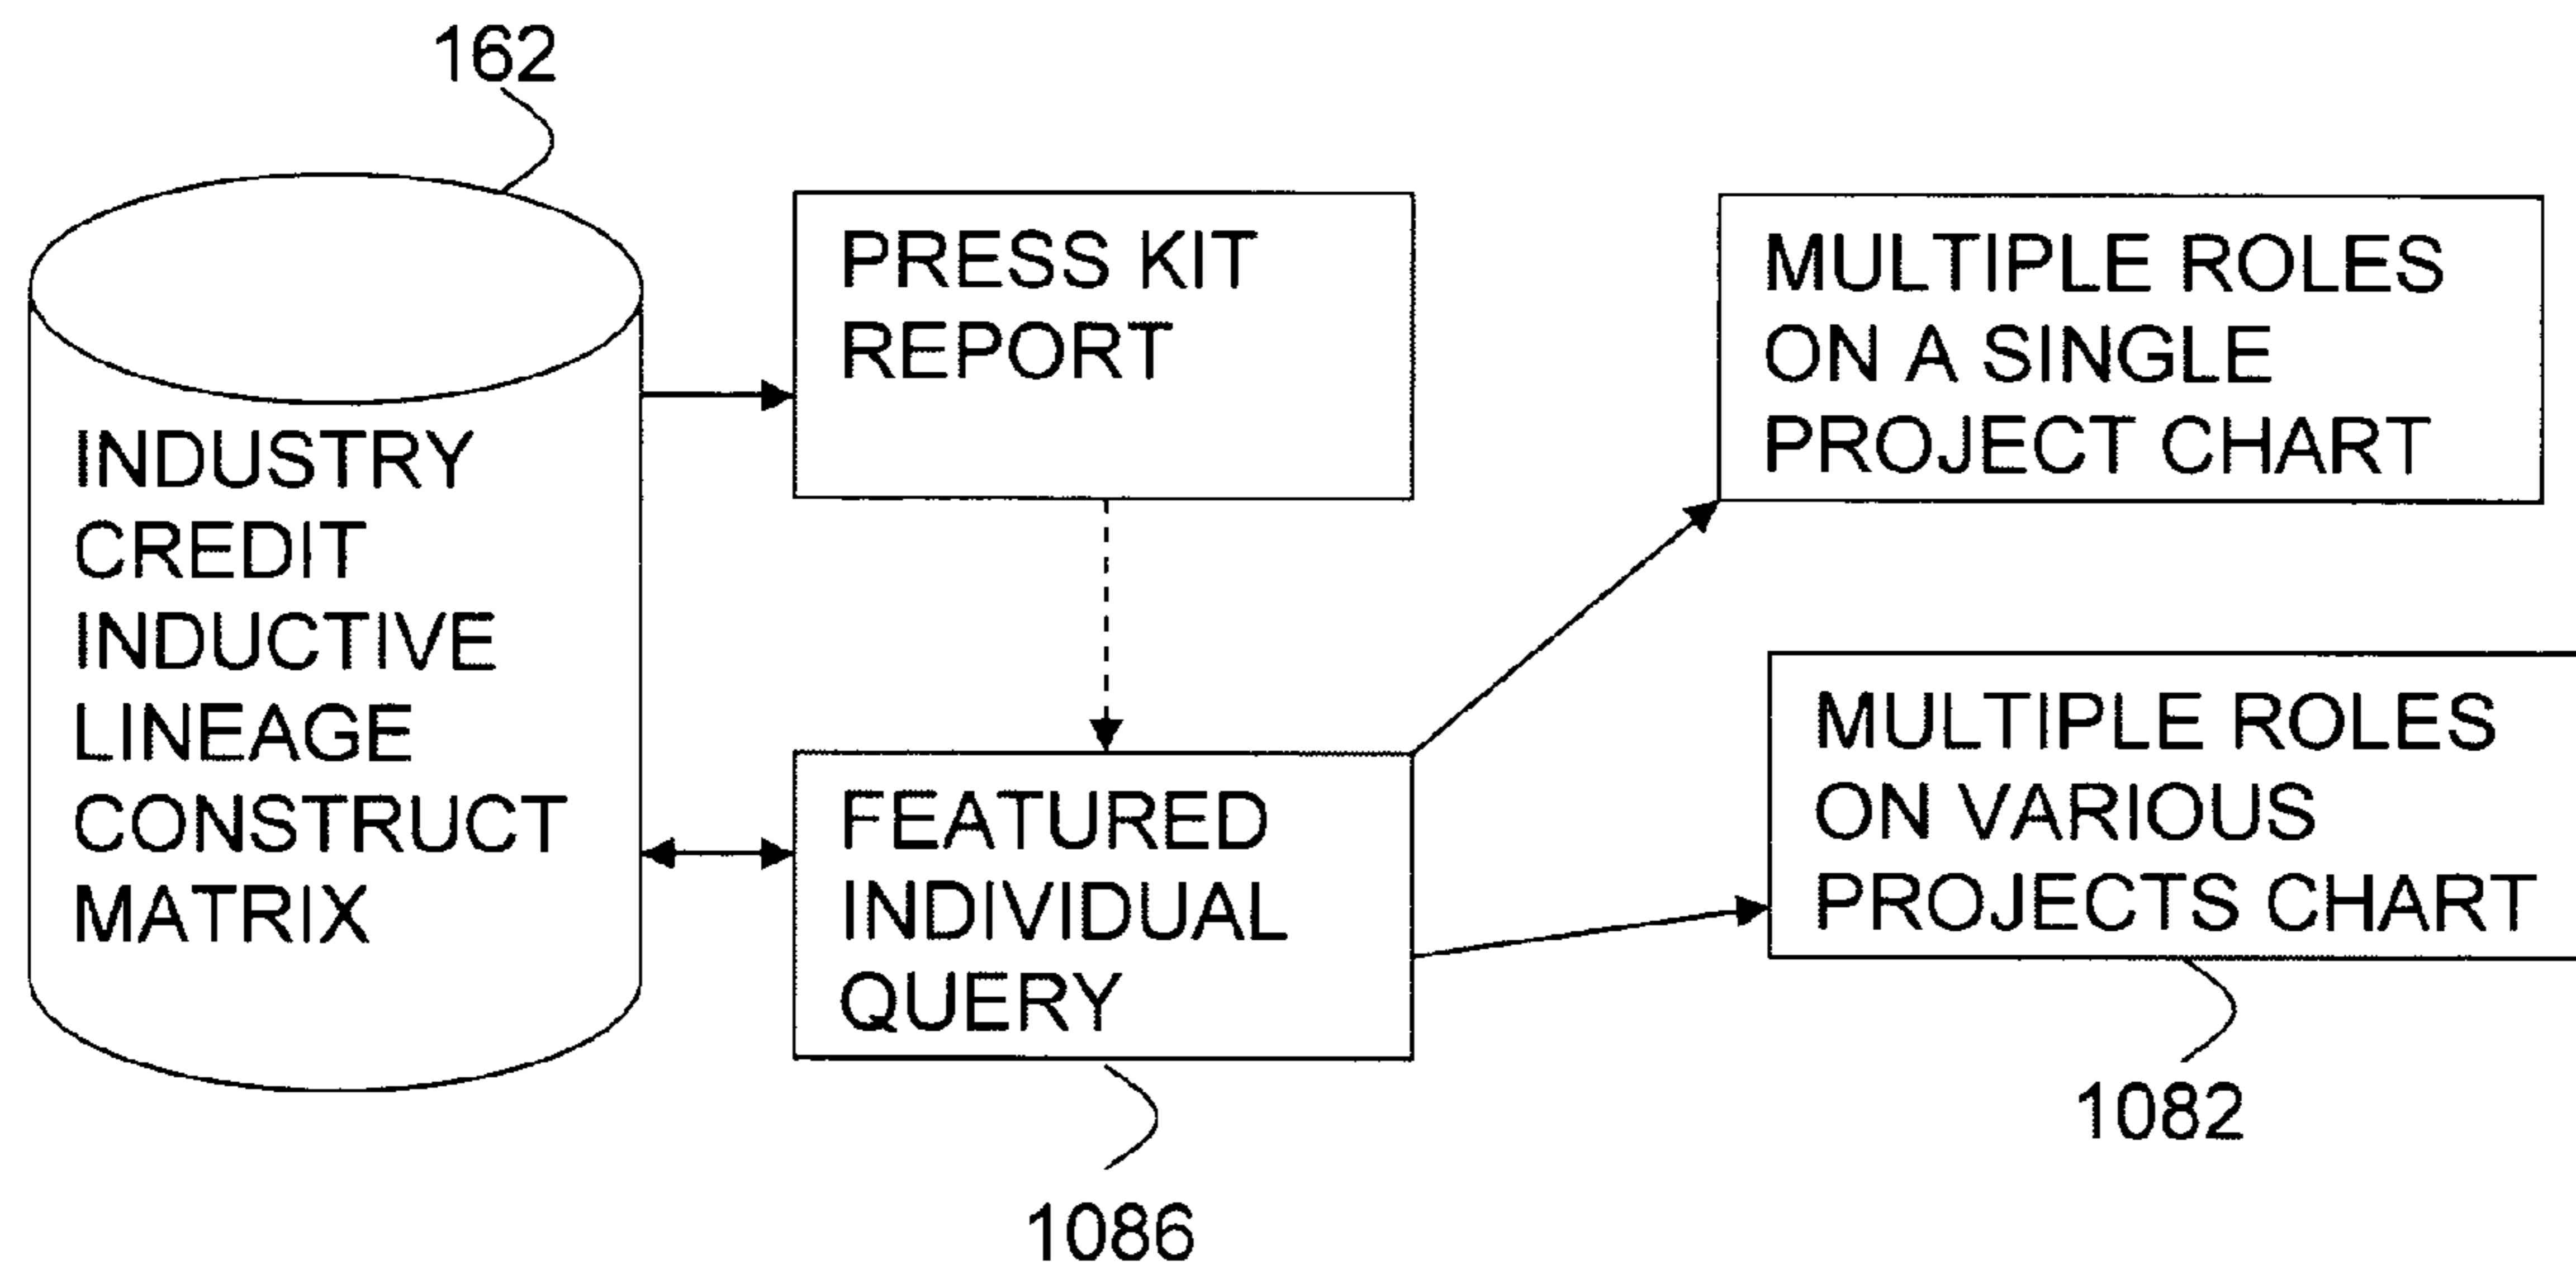 162
INDUSTRY
CREDIT
INDUCTIVE
LINEAGE
CONSTRUCT
MATRIX
PRESS KIT
REPORT
FEATURED
INDIVIDUAL
QUERY
1086
MULTIPLE ROLES
ON A SINGLE
PROJECT CHART
MULTIPLE ROLES
ON VARIOUS
PROJECTS CHART
1082